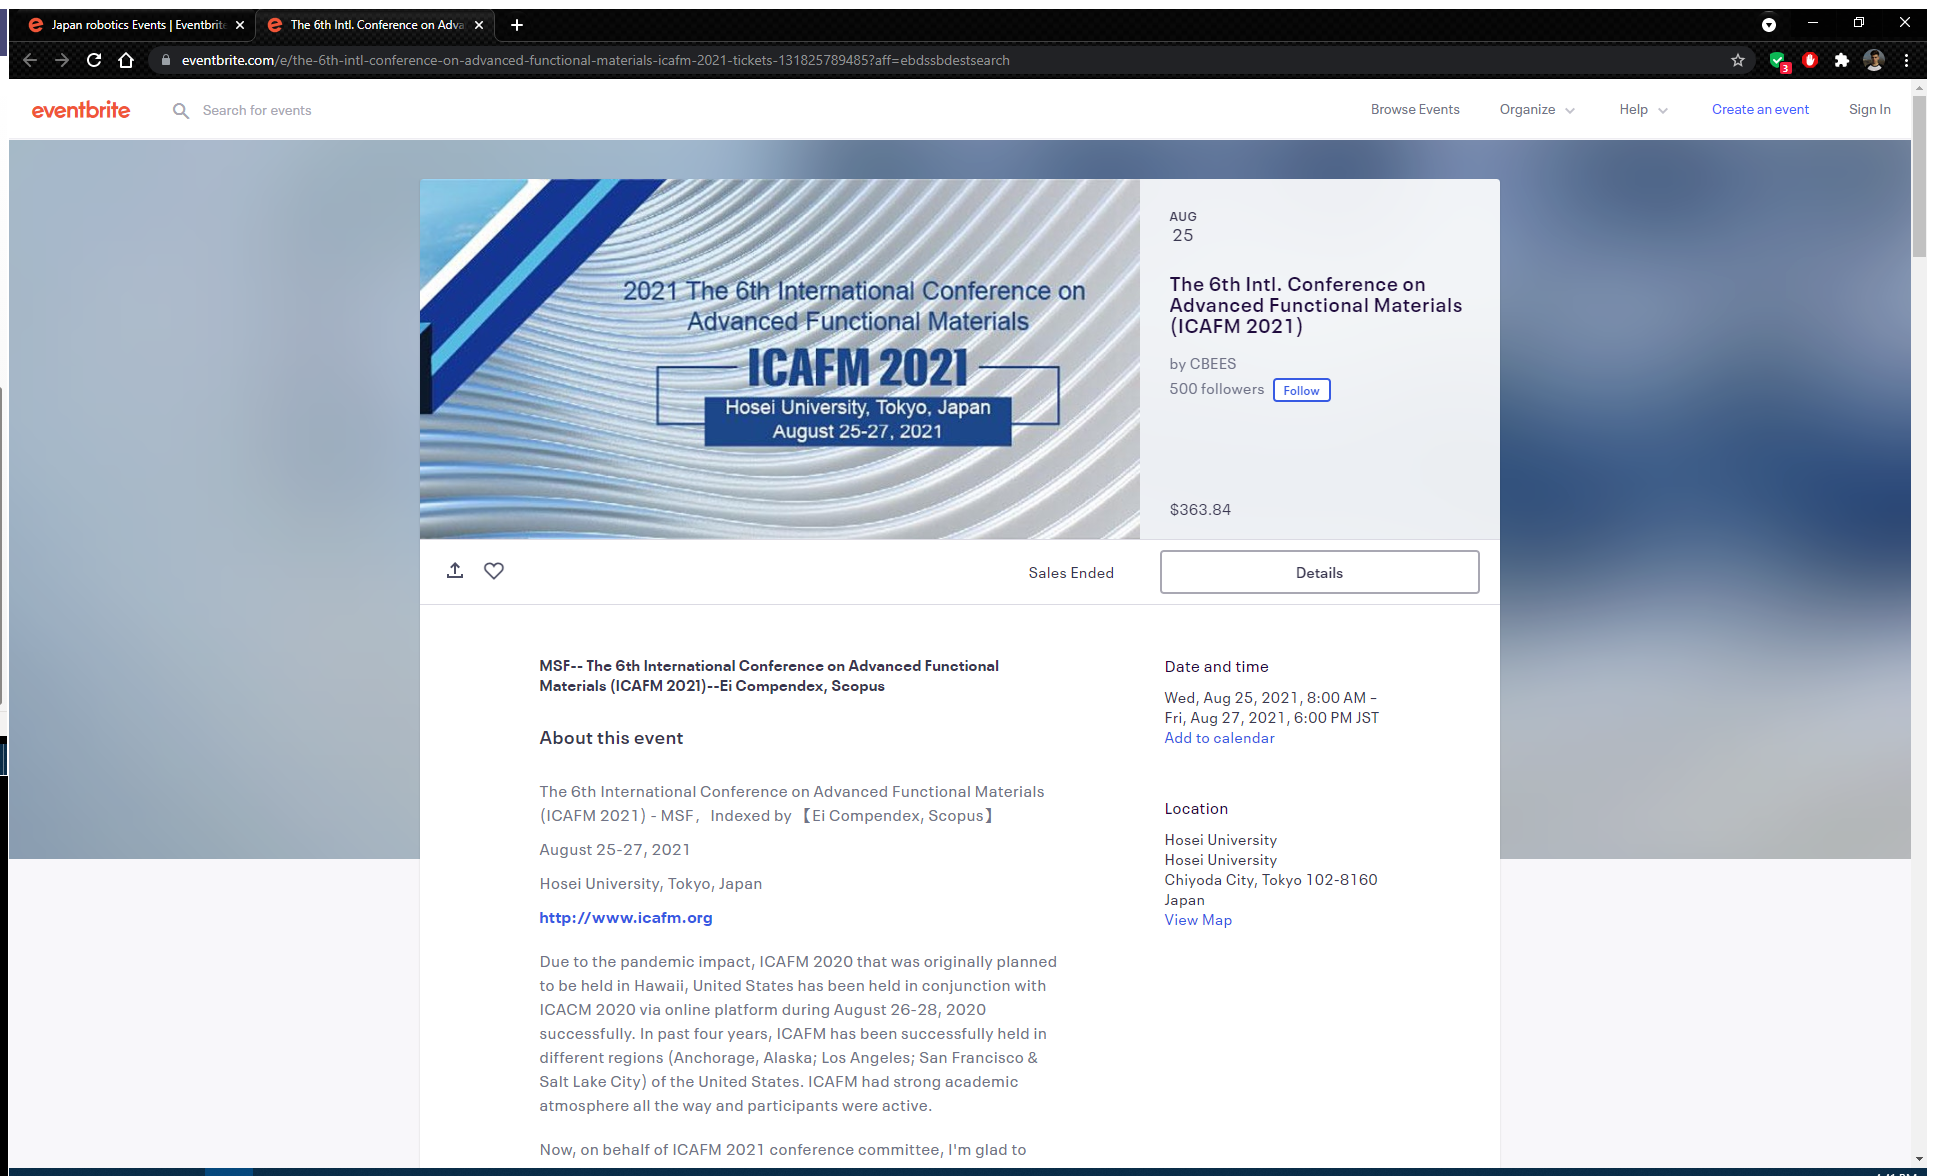 Japan robotics Events | Eventbrite
The 6th Intl. Conference on Adva
eventbrite.com/e/the-6th-intl-conference-on-advanced-functional-materials-icafm-2021-tickets-131825789485?aff=ebdssbdestsearch
3
eventbrite
Search for events
Browse Events
Organize
Help
Create an event
Sign In
2021 The 6th International Conference on
Advanced Functional Materials
ICAFM 2021
Hosei University, Tokyo, Japan
August 25-27, 2021
AUG
25
The 6th Intl. Conference on
Advanced Functional Materials
(ICAFM 2021)
by CBEES
500 followers
Follow
$363.84
Sales Ended
Details
MSF-- The 6th International Conference on Advanced Functional
Materials (ICAFM 2021)--Ei Compendex, Scopus
About this event
The 6th International Conference on Advanced Functional Materials
(ICAFM 2021) - MSF，Indexed by 【Ei Compendex, Scopus】
August 25-27, 2021
Hosei University, Tokyo, Japan
http://www.icafm.org
Due to the pandemic impact, ICAFM 2020 that was originally planned
to be held in Hawaii, United States has been held in conjunction with
ICACM 2020 via online platform during August 26-28, 2020
successfully. In past four years, ICAFM has been successfully held in
different regions (Anchorage, Alaska; Los Angeles; San Francisco &
Salt Lake City) of the United States. ICAFM had strong academic
atmosphere all the way and participants were active.
Now, on behalf of ICAFM 2021 conference committee, I'm glad to
Date and time
Wed, Aug 25, 2021, 8:00 AM –
Fri, Aug 27, 2021, 6:00 PM JST
Add to calendar
Location
Hosei University
Hosei University
Chiyoda City, Tokyo 102-8160
Japan
View Map